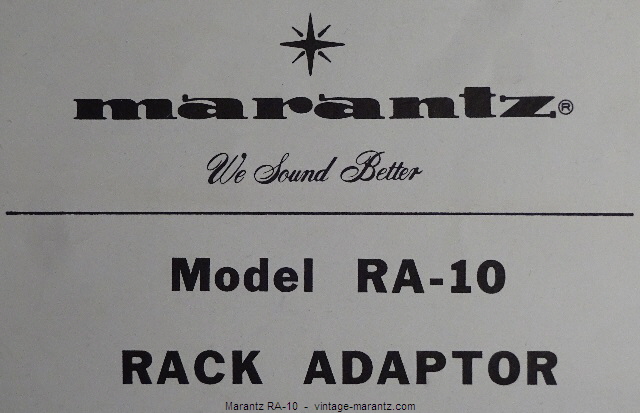 marantz®
We Sound Better
Model RA-10
RACK ADAPTOR
Marantz RA-10 - vintage-marantz.com